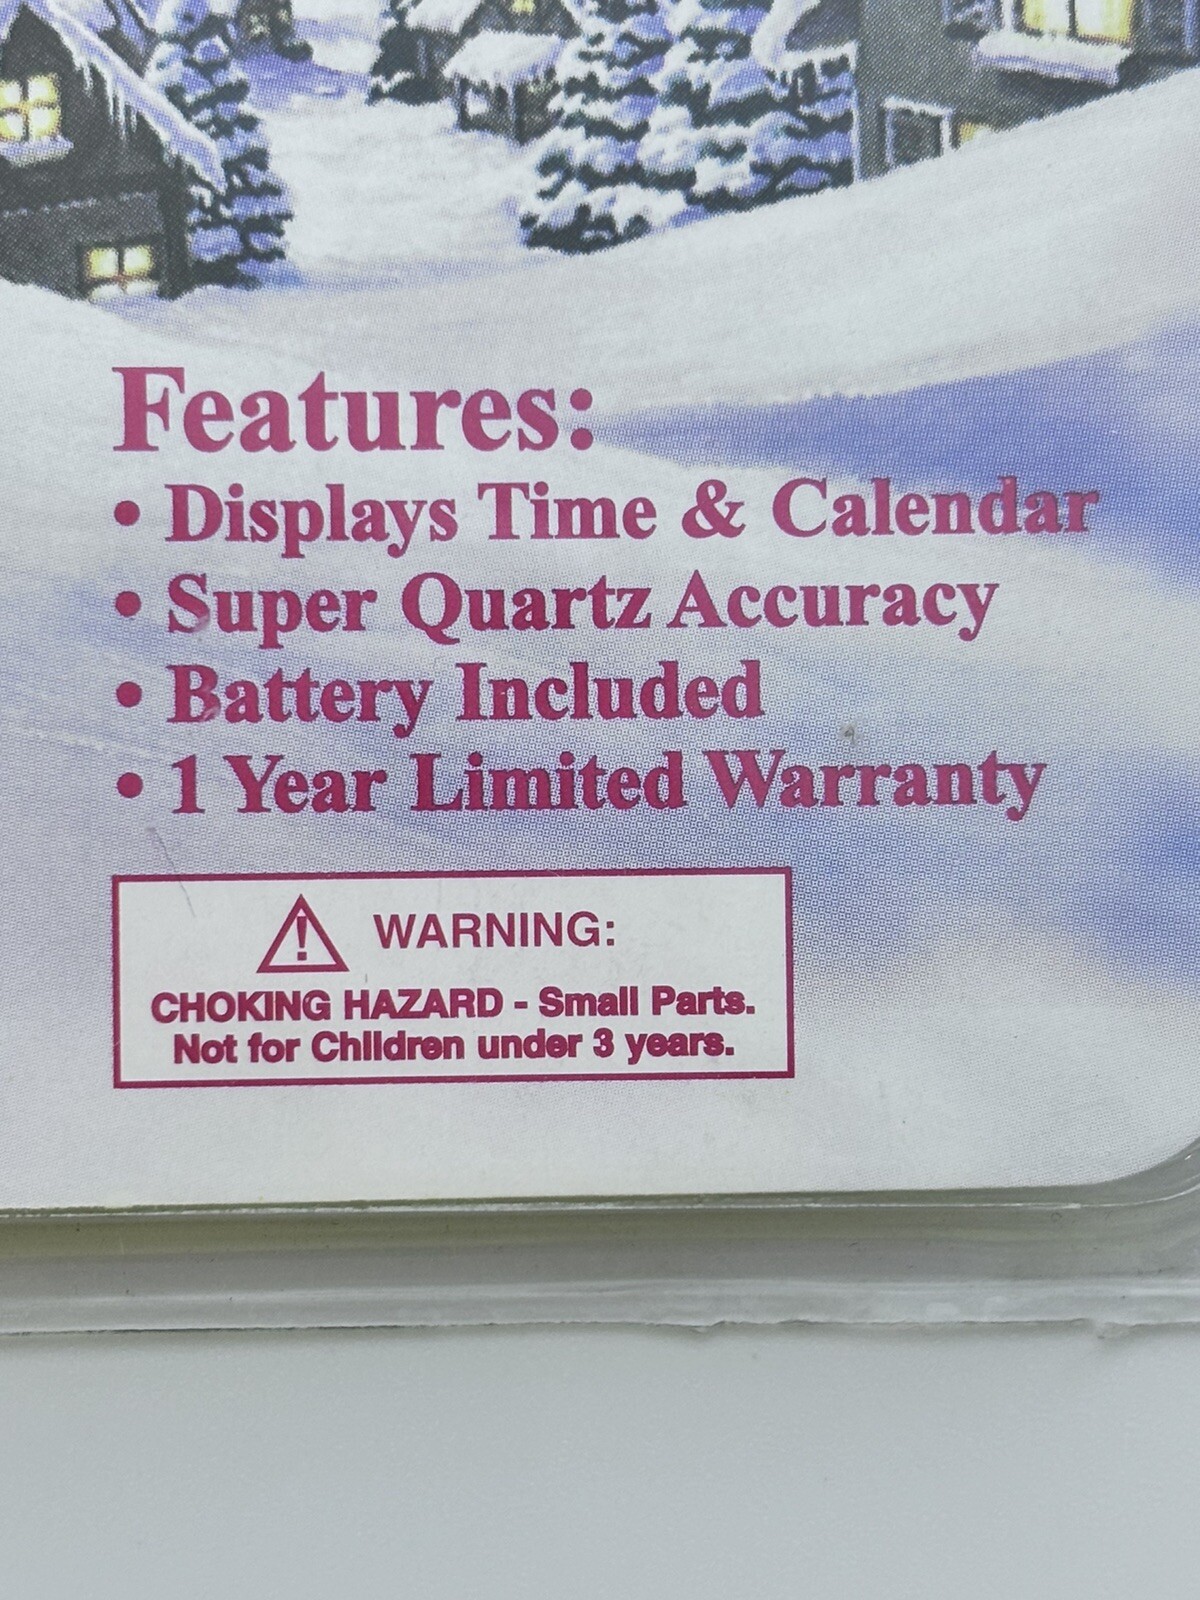 Features:
• Displays Time & Calendar
• Super Quartz Accuracy
• Battery Included
• 1 Year Limited Warranty
WARNING:
CHOKING HAZARD - Small Parts.
Not for Children under 3 years.